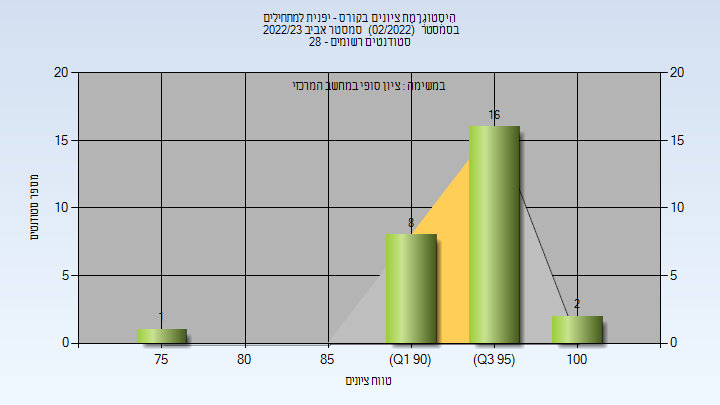 היסטוגרמת ציונים בקורס - יפנית למתחילים
בסמסטר (02/2022) סמסטר אביב 2022/23
סטודנטים רשומים - 28
במשימה : ציון סופי במחשב המרכזי
מספר סטודנטים
20
15
10
5
0
20
15
10
5
0
1
8
16
2
75
80
85
(Q1 90)
(Q3 95)
100
טווח ציונים